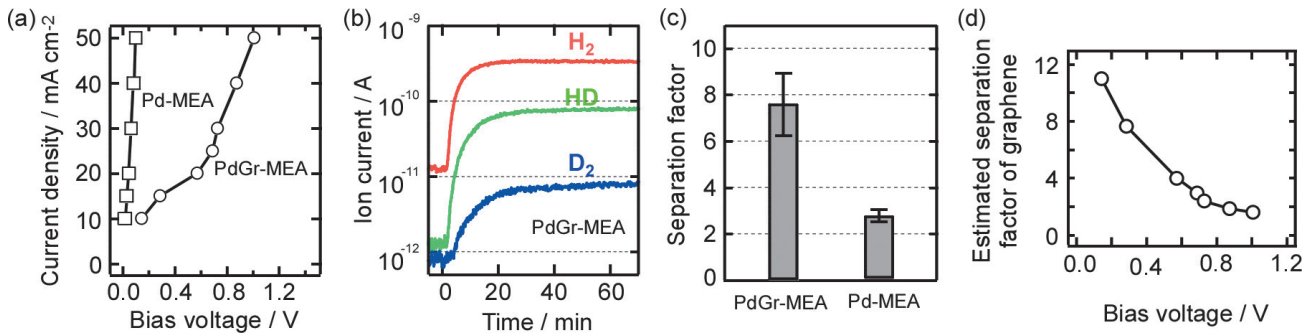 (a)
Current density / mA cm-2
50
40
30
20
10
0
Pd-MEA
PdGr-MEA
0.0 0.4 0.8 1.2
Bias voltage / V
(b)
Ion current / A
10-9
10-10
10-11
10-12
H2
HD
D2
PdGr-MEA
0 20 40 60
Time / min
(c)
Separation factor
10
8
6
4
2
0
PdGr-MEA Pd-MEA
(d)
Estimated separation
factor of graphene
12
8
4
0
0.0 0.4 0.8 1.2
Bias voltage / V